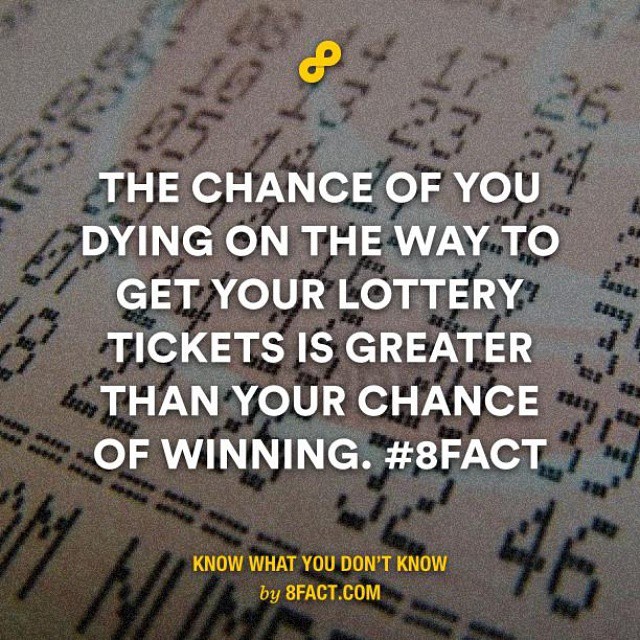 THE CHANCE OF YOU
DYING ON THE WAY TO
GET YOUR LOTTERY
TICKETS IS GREATER
THAN YOUR CHANCE
OF WINNING. #8FACT
46
KNOW WHAT YOU DON'T KNOW
by 8FACT.COM